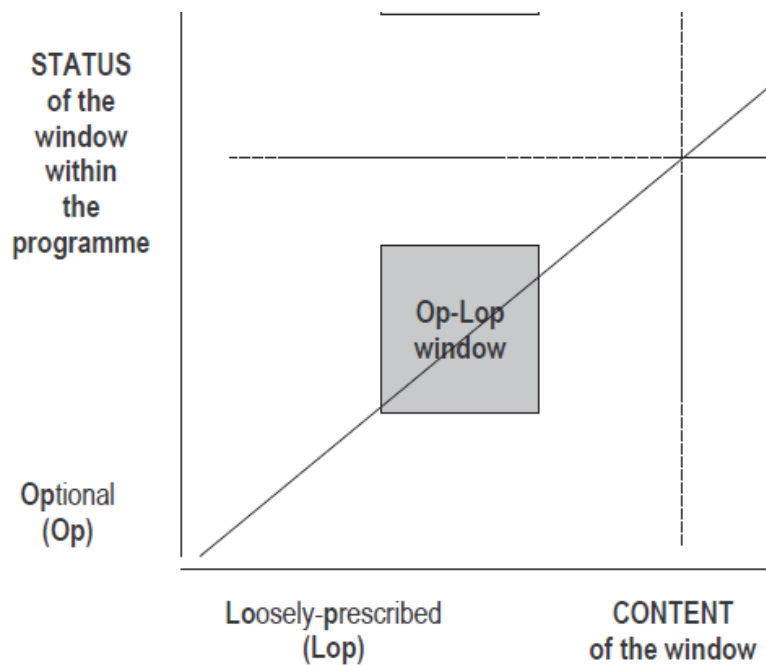 STATUS
of the
window
within
the
programme
Op-Lop
window
Optional
(Op)
Loosely-prescribed
(Lop)
CONTENT
of the window